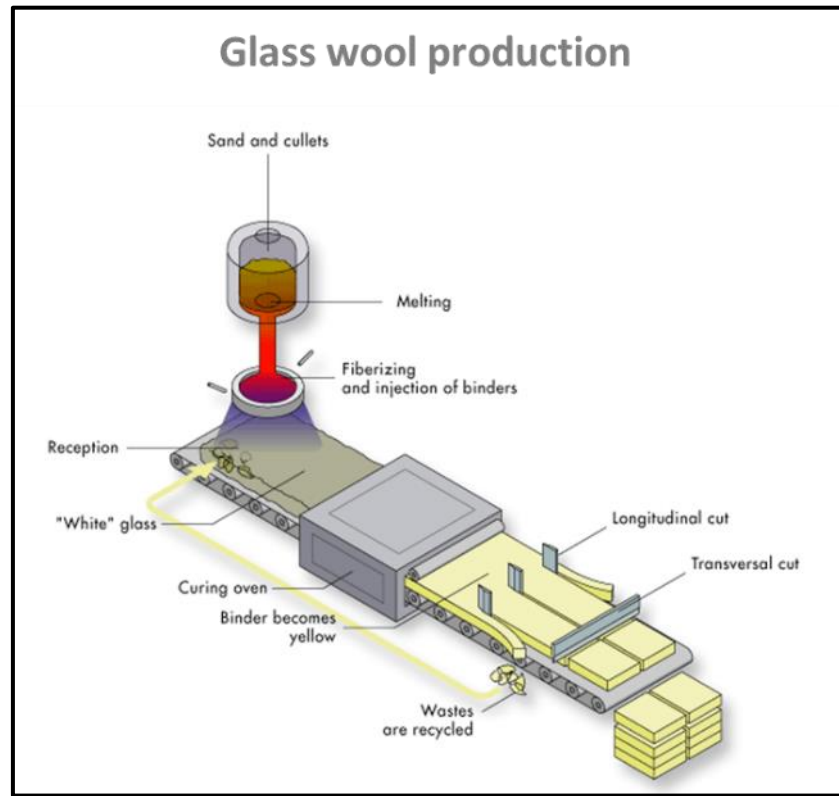 Glass wool production
Sand and cullets
Melting
Fiberizing
and injection of binders
Reception
"White" glass
Longitudinal cut
Transversal cut
Curing oven
Binder becomes
yellow
Wastes
are recycled